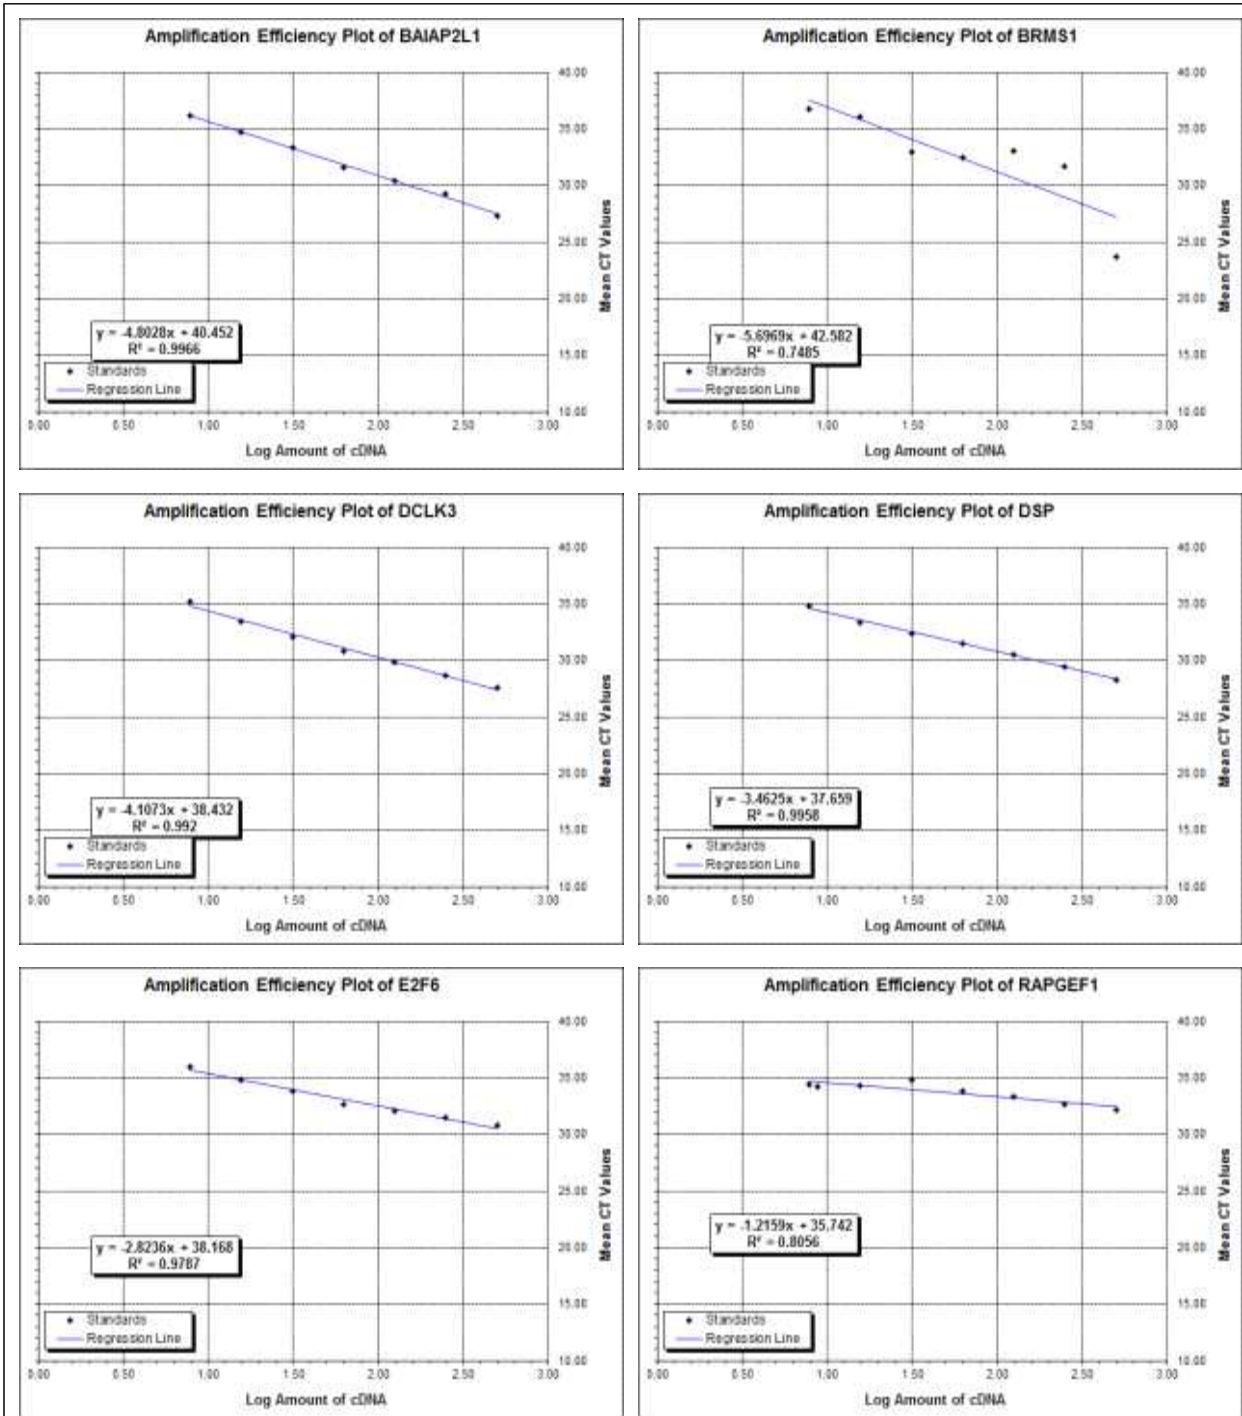 Amplification Efficiency Plot of BAIAP2L1
40.00
35.00
30.00
25.00
20.00
15.00
10.00
Mean CT Values
y = -4.8028x + 40.452
R² = 0.9966
Standards
Regression Line
0.00 0.50 1.00 1.50 2.00 2.50 3.00
Log Amount of cDNA
Amplification Efficiency Plot of BRMS1
40.00
35.00
30.00
25.00
20.00
15.00
10.00
Mean CT Values
y = -5.6969x + 42.582
R² = 0.7485
Standards
Regression Line
0.00 0.50 1.00 1.50 2.00 2.50 3.00
Log Amount of cDNA
Amplification Efficiency Plot of DCLK3
40.00
35.00
30.00
25.00
20.00
15.00
10.00
Mean CT Values
y = -4.1073x + 38.432
R² = 0.992
Standards
Regression Line
0.00 0.50 1.00 1.50 2.00 2.50 3.00
Log Amount of cDNA
Amplification Efficiency Plot of DSP
40.00
35.00
30.00
25.00
20.00
15.00
10.00
Mean CT Values
y = -3.4625x + 37.659
R² = 0.9958
Standards
Regression Line
0.00 0.50 1.00 1.50 2.00 2.50 3.00
Log Amount of cDNA
Amplification Efficiency Plot of E2F6
40.00
35.00
30.00
25.00
20.00
15.00
10.00
Mean CT Values
y = -2.8236x + 38.168
R² = 0.9787
Standards
Regression Line
0.00 0.50 1.00 1.50 2.00 2.50 3.00
Log Amount of cDNA
Amplification Efficiency Plot of RAPGEF1
40.00
35.00
30.00
25.00
20.00
15.00
10.00
Mean CT Values
y = -1.2159x + 35.742
R² = 0.8056
Standards
Regression Line
0.00 0.50 1.00 1.50 2.00 2.50 3.00
Log Amount of cDNA